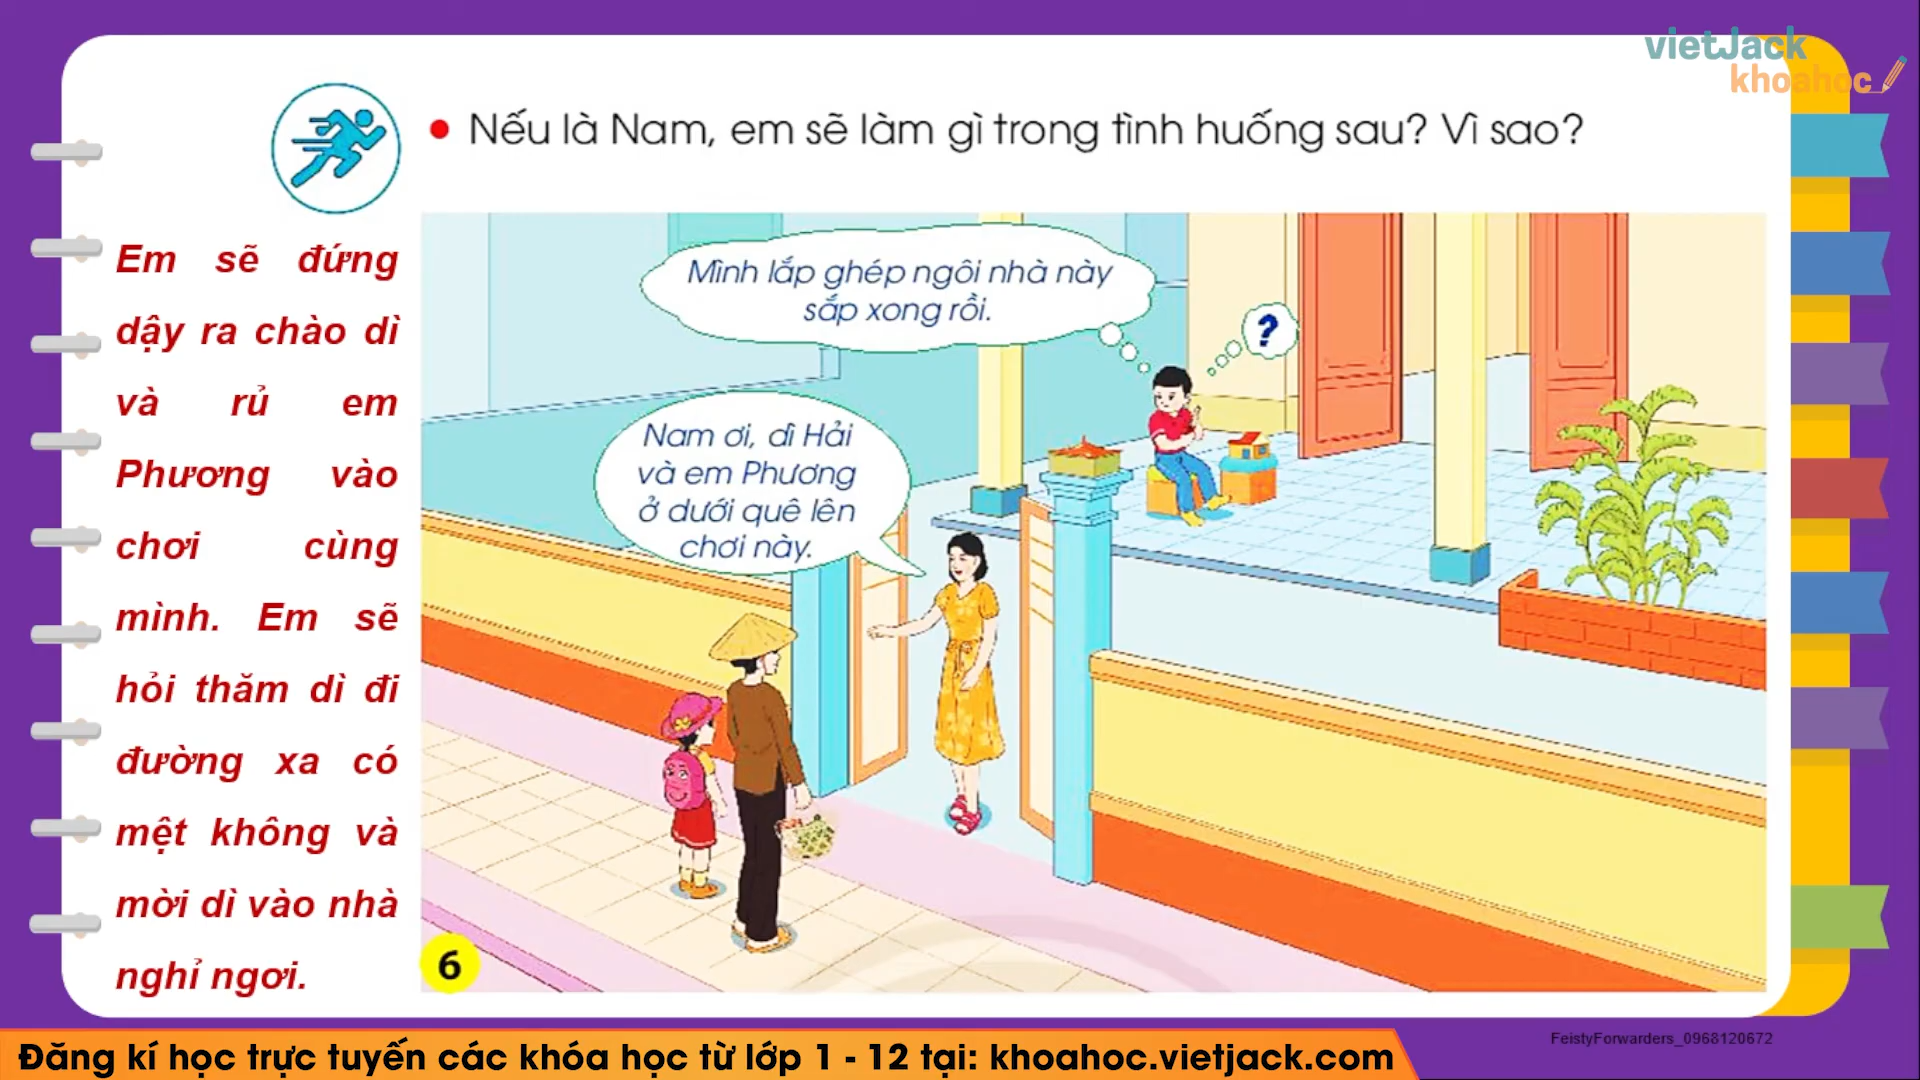 vietJack
khoahoc
Nếu là Nam, em sẽ làm gì trong tình huống sau? Vì sao?
Em sẽ đứng
dậy ra chào dì
và rủ em
Phương vào
chơi cùng
mình. Em sẽ
hỏi thăm dì đi
đường xa có
mệt không và
mời dì vào nhà
nghỉ ngơi.
Mình lắp ghép ngôi nhà này
sắp xong rồi.
?
Nam ơi, dì Hải
và em Phương
ở dưới quê lên
chơi này.
6
FeistyForwarders_0968120672
Đăng kí học trực tuyến các khóa học từ lớp 1 - 12 tại: khoahoc.vietjack.com